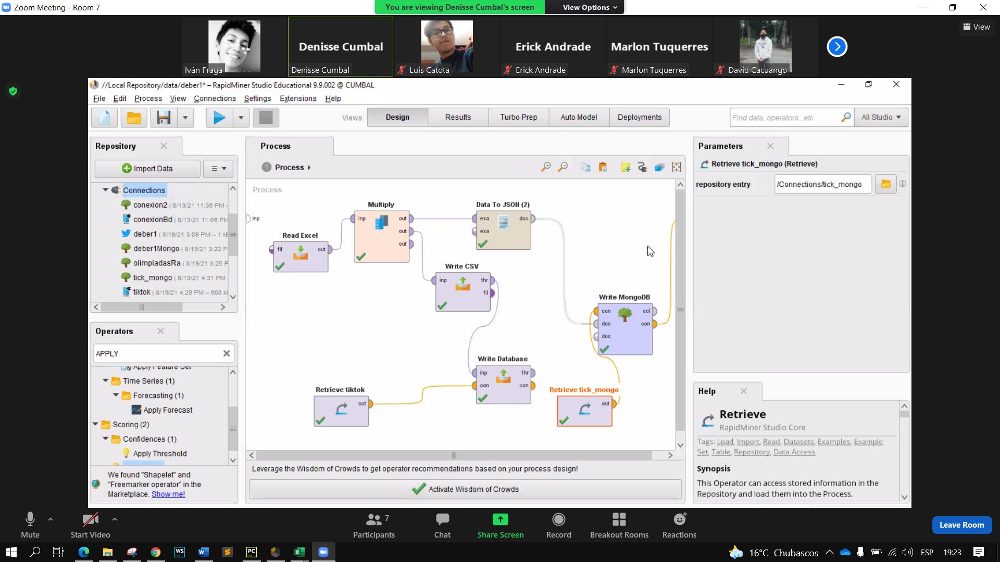 Zoom Meeting - Room 7
You are viewing Denisse Cumbal's screen
View Options
View
Iván Fraga
Denisse Cumbal
Denisse Cumbal
Luis Catota
Erick Andrade
Erick Andrade
Marlon Tuquerres
Marlon Tuquerres
David Cacuango
//Local Repository/data/deber1* – RapidMiner Studio Educational 9.9.002 @ CUMBAL
File Edit Process View Connections Settings Extensions Help
Views: Design Results Turbo Prep Auto Model Deployments
Find data, operators...etc
All Studio
Repository
Import Data
Connections
conexion2 ( 8/13/21 11:36 PM –
conexionBd ( 8/13/21 11:06 PM
deber1 ( 8/19/21 3:09 PM – 1 kB
deber1Mongo ( 8/19/21 3:22 P
olimpiadasRa ( 8/19/21 3:25 P
tick_mongo ( 8/19/21 4:31 PM
tiktok ( 8/19/21 4:29 PM – 608 kB
Operators
APPLY
Apply Feature Set
Time Series (1)
Forecasting (1)
Apply Forecast
Scoring (2)
Confidences (1)
Apply Threshold
We found "Shapelet" and
"Freemarker operator" in the
Marketplace. Show me!
Process
Process
Process
inp
Read Excel
fil out
Multiply
inp out
out
out
Data To JSON (2)
exa doc
exa
Write CSV
inp thr
fil
Write MongoDB
con col
doc con
doc
Write Database
inp thr
con con
Retrieve tiktok
out
Retrieve tick_mongo
out
Leverage the Wisdom of Crowds to get operator recommendations based on your process design!
Activate Wisdom of Crowds
Parameters
Retrieve tick_mongo (Retrieve)
repository entry
/Connections/tick_mongo
Help
Retrieve
RapidMiner Studio Core
Tags: Load, Import, Read, Datasets, Examples, Example
Set, Table, Repository, Data Access
Synopsis
This Operator can access stored information in the
Repository and load them into the Process.
Mute
Start Video
7
Participants
Chat
Share Screen
Record
Breakout Rooms
Reactions
Leave Room
WS
W
PC
16°C Chubascos
ESP
19:23